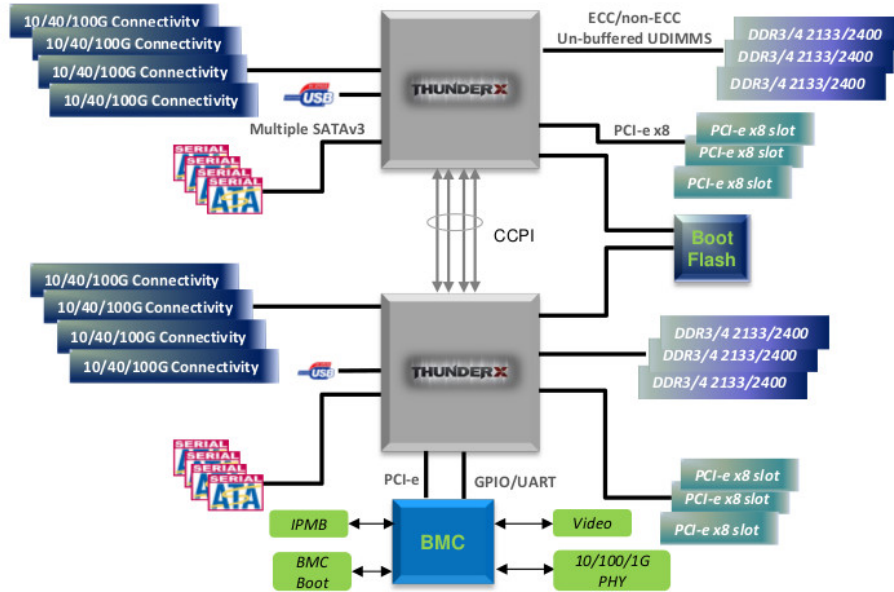 10/40/100G Connectivity
10/40/100G Connectivity
10/40/100G Connectivity
10/40/100G Connectivity
USB
Multiple SATAv3
SERIAL
SERIAL
SERIAL
SERIAL
ATA
THUNDERX
ECC/non-ECC
Un-buffered UDIMMS
DDR3/4 2133/2400
DDR3/4 2133/2400
DDR3/4 2133/2400
PCI-e x8
PCI-e x8 slot
PCI-e x8 slot
PCI-e x8 slot
CCPI
Boot
Flash
10/40/100G Connectivity
10/40/100G Connectivity
10/40/100G Connectivity
10/40/100G Connectivity
USB
THUNDERX
DDR3/4 2133/2400
DDR3/4 2133/2400
DDR3/4 2133/2400
SERIAL
SERIAL
SERIAL
SERIAL
ATA
PCI-e
GPIO/UART
PCI-e x8 slot
PCI-e x8 slot
PCI-e x8 slot
IPMB
BMC
Boot
BMC
Video
10/100/1G
PHY